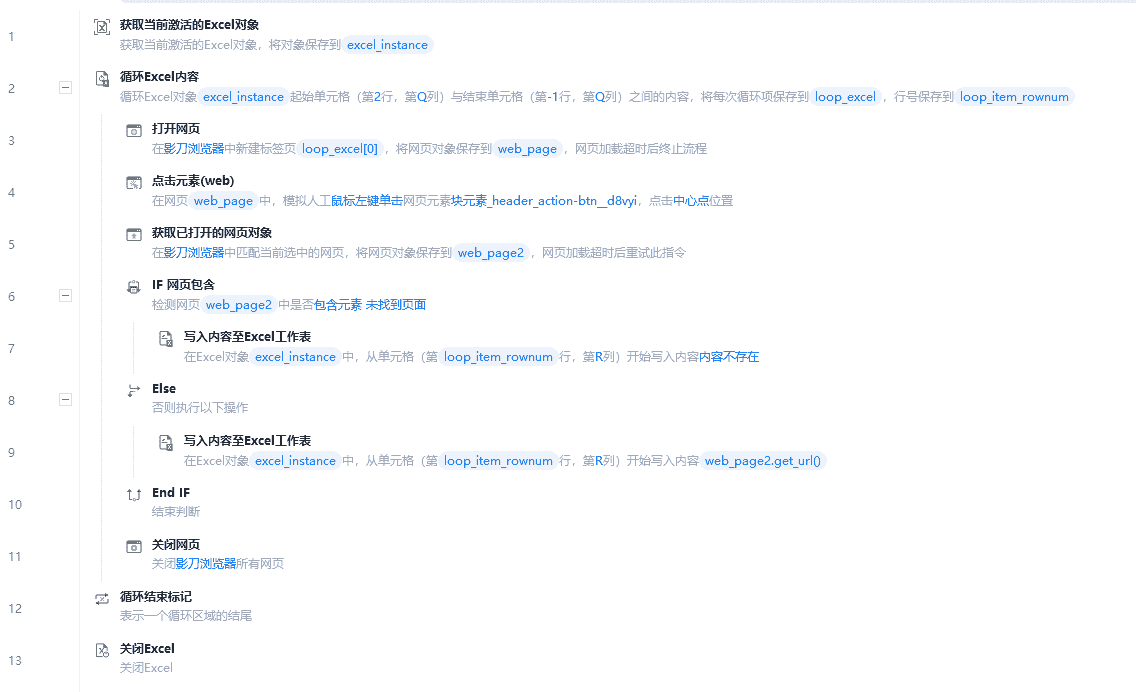 1
获取当前激活的Excel对象
获取当前激活的Excel对象，将对象保存到 excel_instance
2
循环Excel内容
循环Excel对象 excel_instance 起始单元格（第2行，第Q列）与结束单元格（第-1行，第Q列）之间的内容，将每次循环项保存到 loop_excel ，行号保存到 loop_item_rownum
3
打开网页
在影刀浏览器中新建标签页 loop_excel[0] ，将网页对象保存到 web_page ，网页加载超时后终止流程
4
点击元素(web)
在网页 web_page 中，模拟人工鼠标左键单击网页元素块元素_header_action-btn__d8vyi，点击中心点位置
5
获取已打开的网页对象
在影刀浏览器中匹配当前选中的网页，将网页对象保存到 web_page2 ，网页加载超时后重试此指令
6
IF 网页包含
检测网页 web_page2 中是否包含元素 未找到页面
7
写入内容至Excel工作表
在Excel对象 excel_instance 中，从单元格（第 loop_item_rownum 行，第R列）开始写入内容内容不存在
8
Else
否则执行以下操作
9
写入内容至Excel工作表
在Excel对象 excel_instance 中，从单元格（第 loop_item_rownum 行，第R列）开始写入内容 web_page2.get_url()
10
End IF
结束判断
11
关闭网页
关闭影刀浏览器所有网页
12
循环结束标记
表示一个循环区域的结尾
13
关闭Excel
关闭Excel